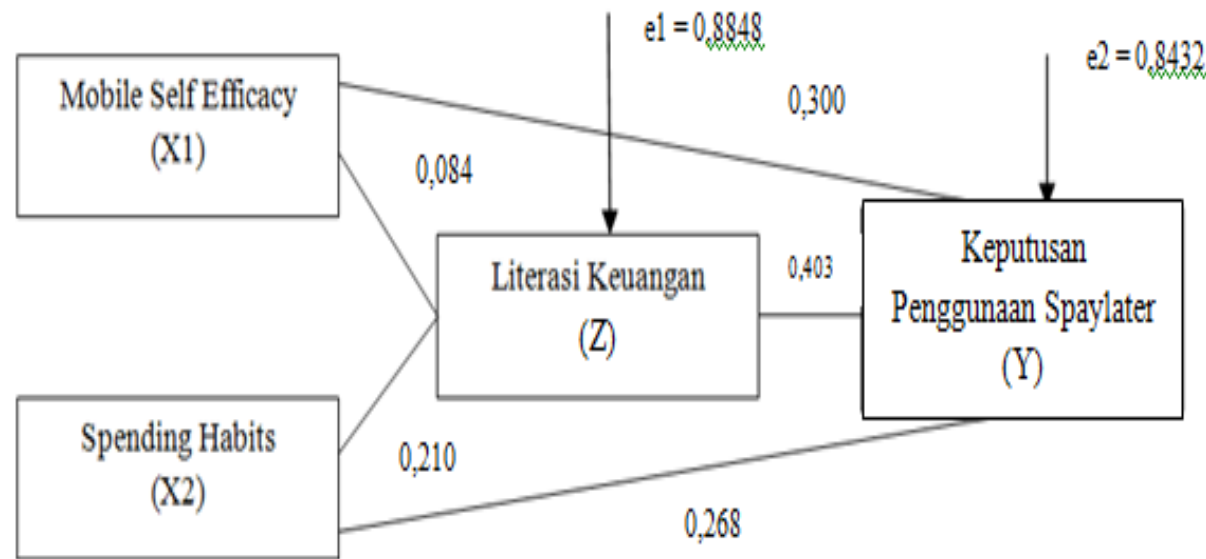 e1 = 0,8848
e2 = 0,8432
Mobile Self Efficacy
(X1)
0,300
0,084
Literasi Keuangan
(Z)
0,403
Keputusan
Penggunaan Spaylater
(Y)
Spending Habits
(X2)
0,210
0,268